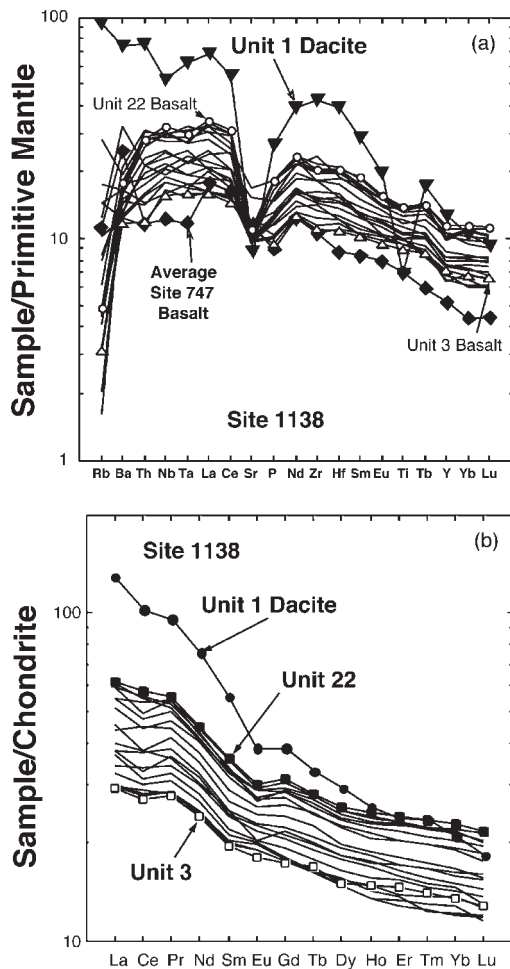 (a)
100
10
1
Sample/Primitive Mantle
Unit 1 Dacite
Unit 22 Basalt
Average
Site 747
Basalt
Unit 3 Basalt
Site 1138
Rb Ba Th Nb Ta La Ce Sr P Nd Zr Hf Sm Eu Ti Tb Y Yb Lu
(b)
Site 1138
100
10
Sample/Chondrite
Unit 1 Dacite
Unit 22
Unit 3
La Ce Pr Nd Sm Eu Gd Tb Dy Ho Er Tm Yb Lu